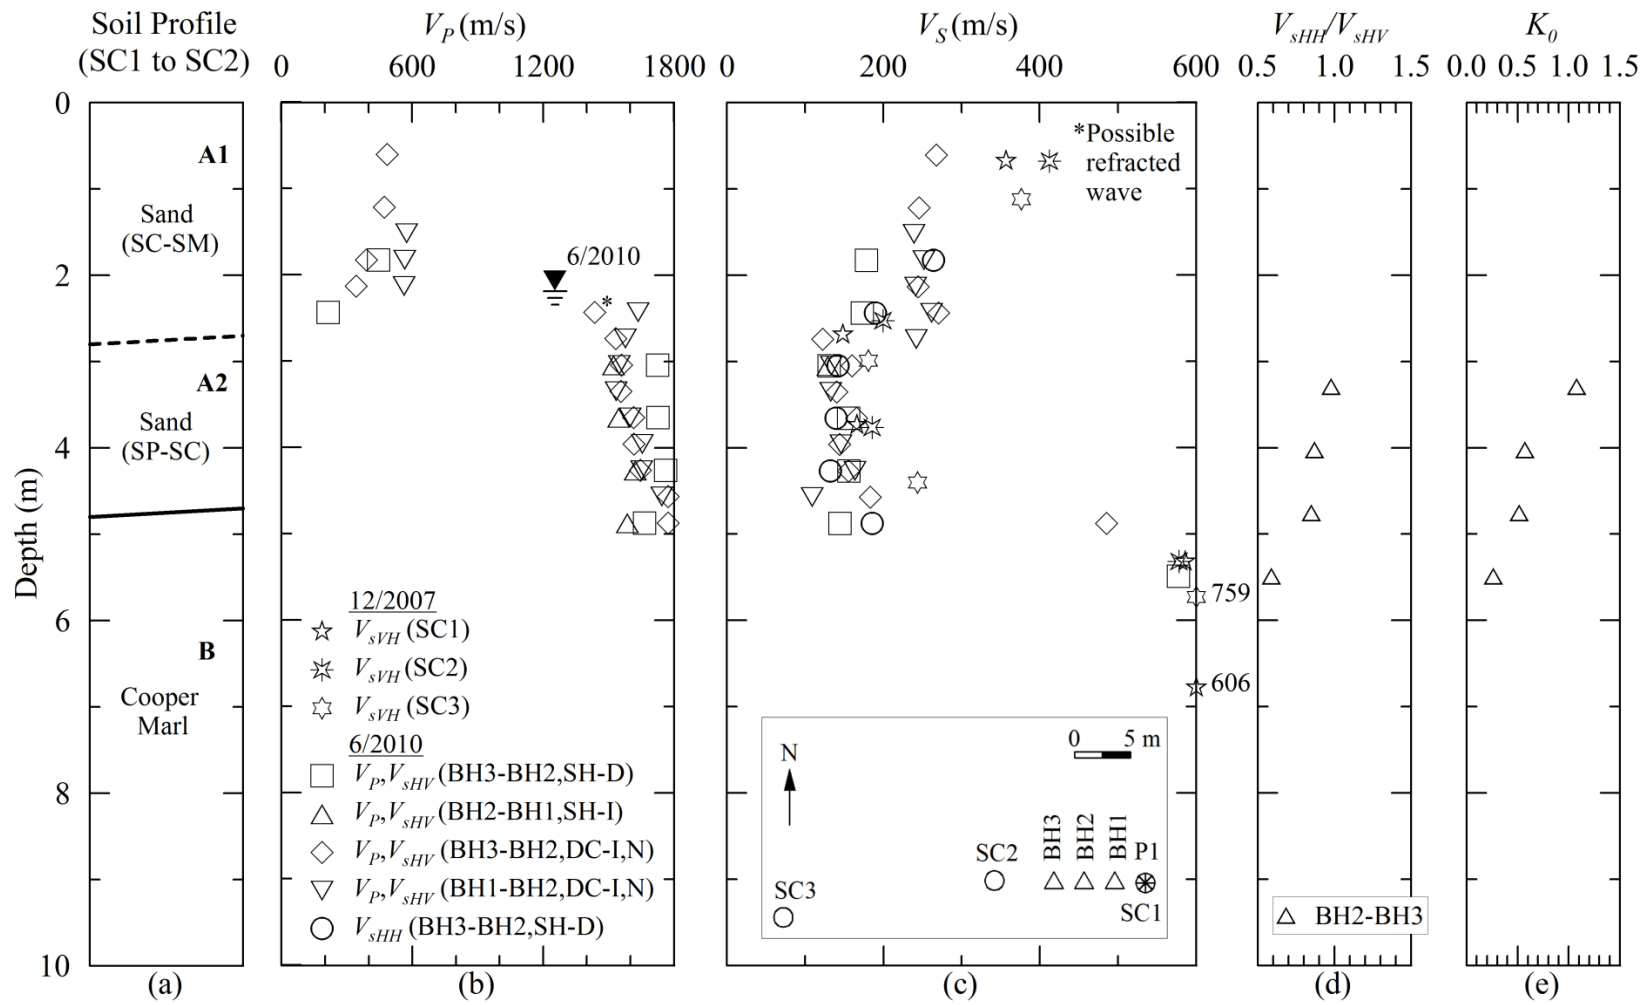 Soil Profile
(SC1 to SC2)
V_P (m/s)
V_S (m/s)
V_sHH/V_sHV
K_0
0 600 1200 1800
0 200 400 600
0.5 1.0 1.5
0.0 0.5 1.0 1.5
Depth (m)
0
2
4
6
8
10
A1
Sand
(SC-SM)
A2
Sand
(SP-SC)
B
Cooper
Marl
6/2010
*
12/2007
V_sVH (SC1)
V_sVH (SC2)
V_sVH (SC3)
6/2010
V_P,V_sHV (BH3-BH2,SH-D)
V_P,V_sHV (BH2-BH1,SH-I)
V_P,V_sHV (BH3-BH2,DC-I,N)
V_P,V_sHV (BH1-BH2,DC-I,N)
V_sHH (BH3-BH2,SH-D)
*Possible
refracted
wave
759
606
0 5 m
N
SC3
SC2
BH3
BH2
BH1
P1
SC1
BH2-BH3
(a)
(b)
(c)
(d)
(e)